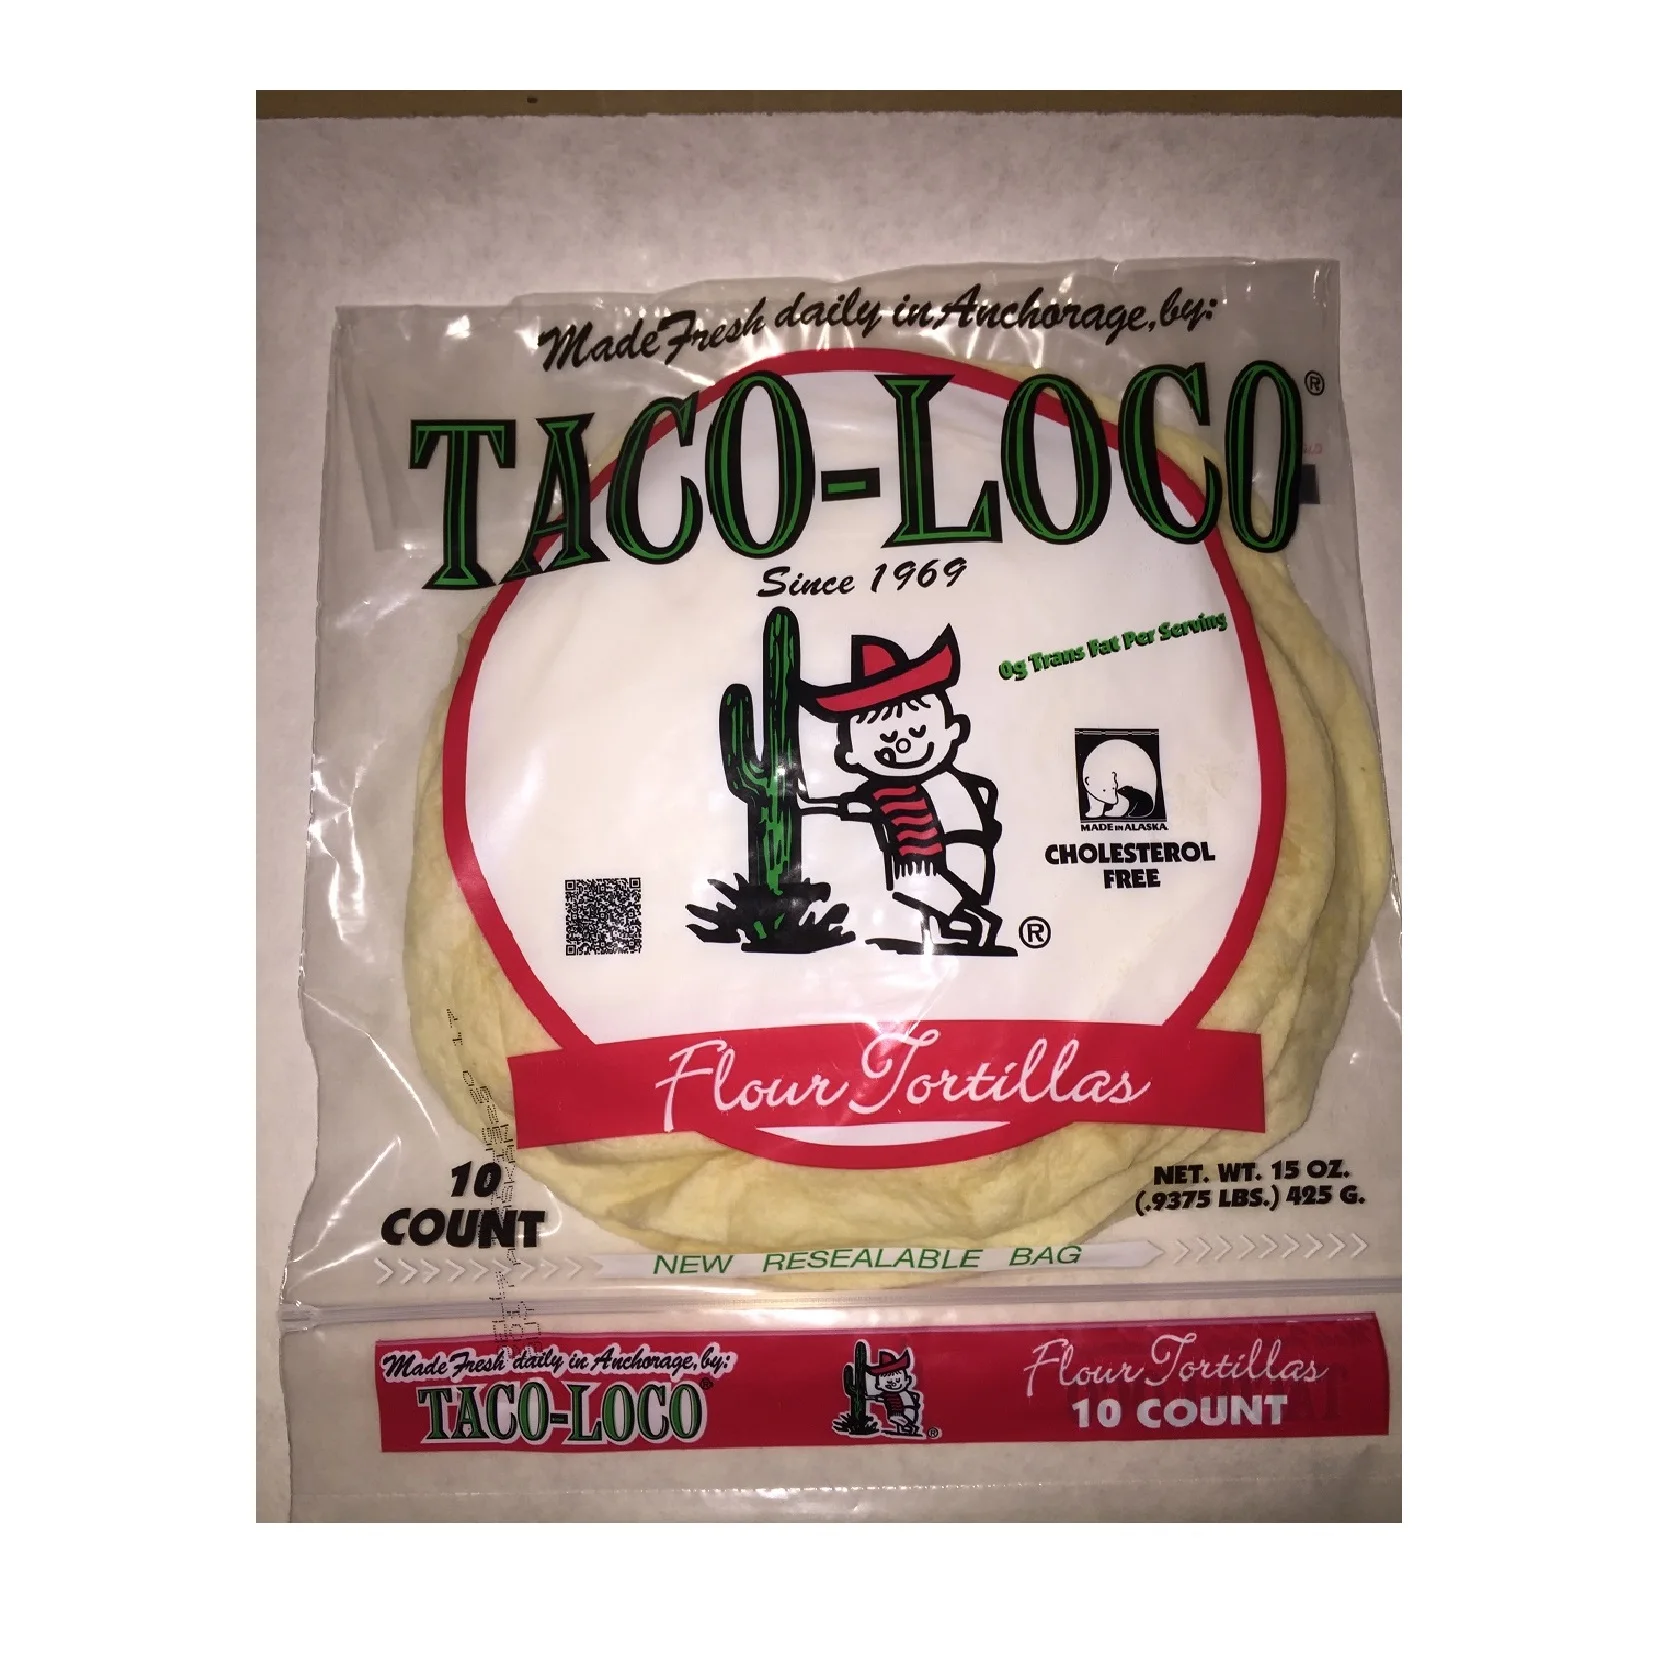 Made Fresh daily in Anchorage, by:
TACO-LOCO®
Since 1969
0g Trans Fat Per Serving
MADE IN ALASKA
CHOLESTEROL
FREE
®
Flour Tortillas
10
COUNT
NET. WT. 15 OZ.
(.9375 LBS.) 425 G.
NEW RESEALABLE BAG
Made Fresh daily in Anchorage, by:
TACO-LOCO®
®
Flour Tortillas
10 COUNT